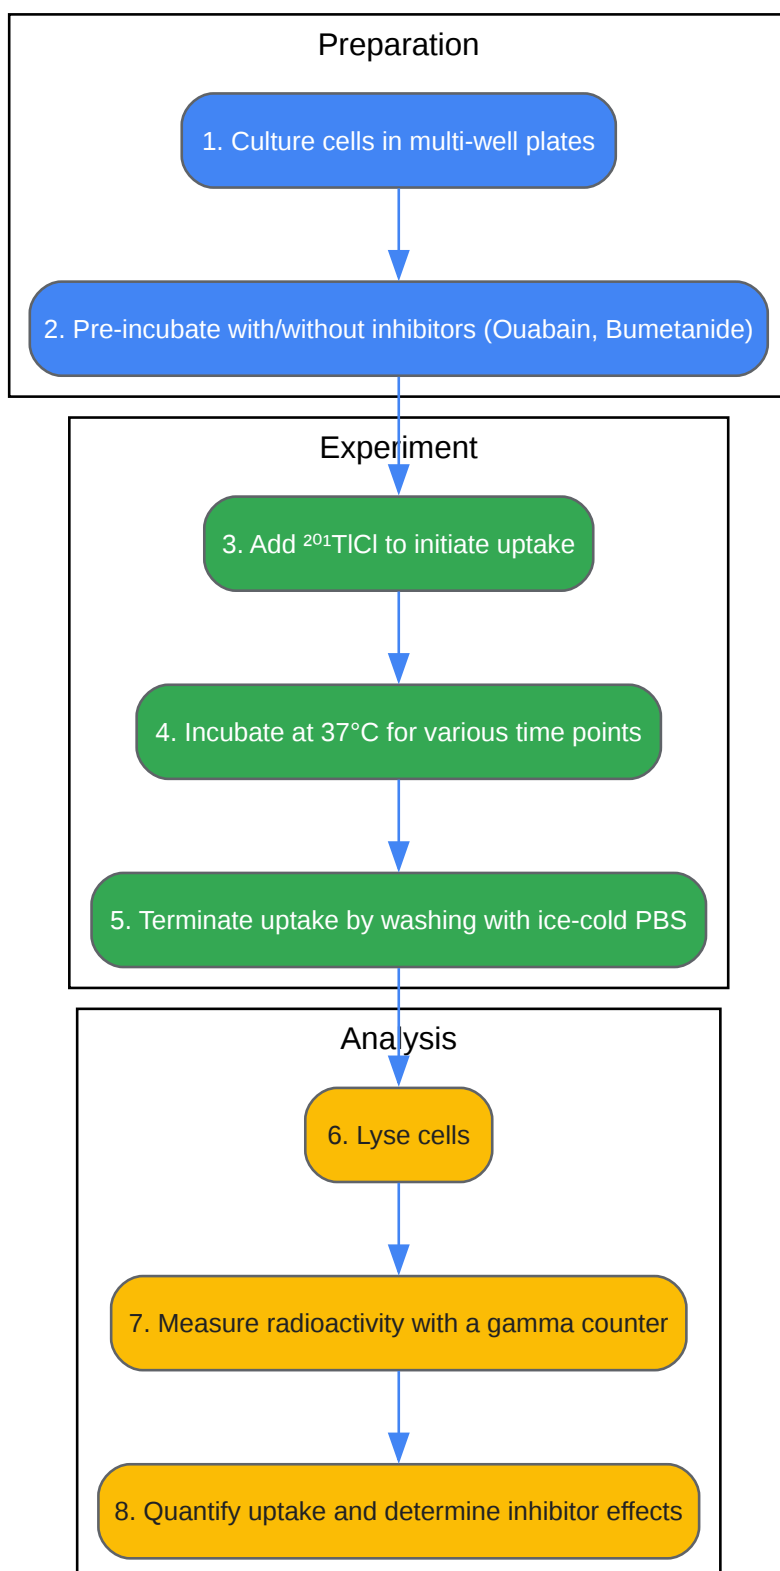 Preparation
1. Culture cells in multi-well plates
2. Pre-incubate with/without inhibitors (Ouabain, Bumetanide)
Experiment
3. Add ²⁰¹TlCl to initiate uptake
4. Incubate at 37°C for various time points
5. Terminate uptake by washing with ice-cold PBS
Analysis
6. Lyse cells
7. Measure radioactivity with a gamma counter
8. Quantify uptake and determine inhibitor effects